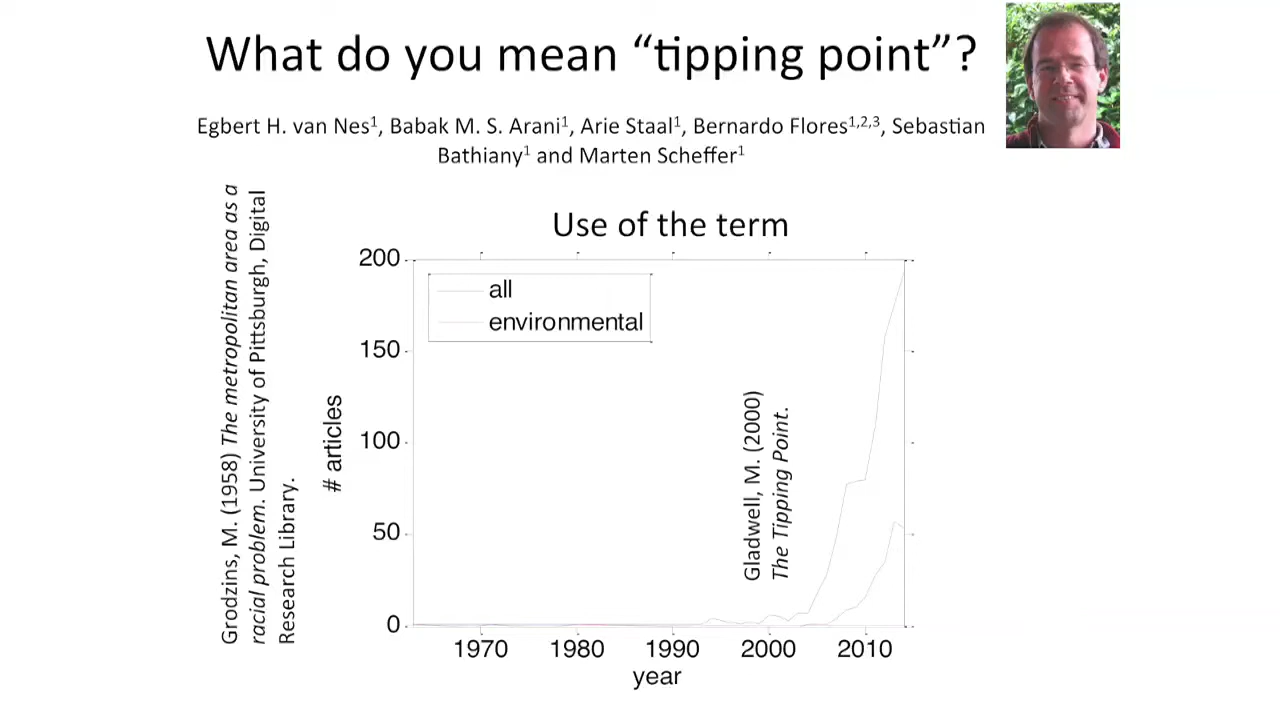 What do you mean “tipping point”?
Egbert H. van Nes1, Babak M. S. Arani1, Arie Staal1, Bernardo Flores1,2,3, Sebastian
Bathiany1 and Marten Scheffer1
Grodzins, M. (1958) The metropolitan area as a
racial problem. University of Pittsburgh, Digital
Research Library.
Use of the term
200
150
100
50
0
# articles
all
environmental
Gladwell, M. (2000)
The Tipping Point.
1970 1980 1990 2000 2010
year